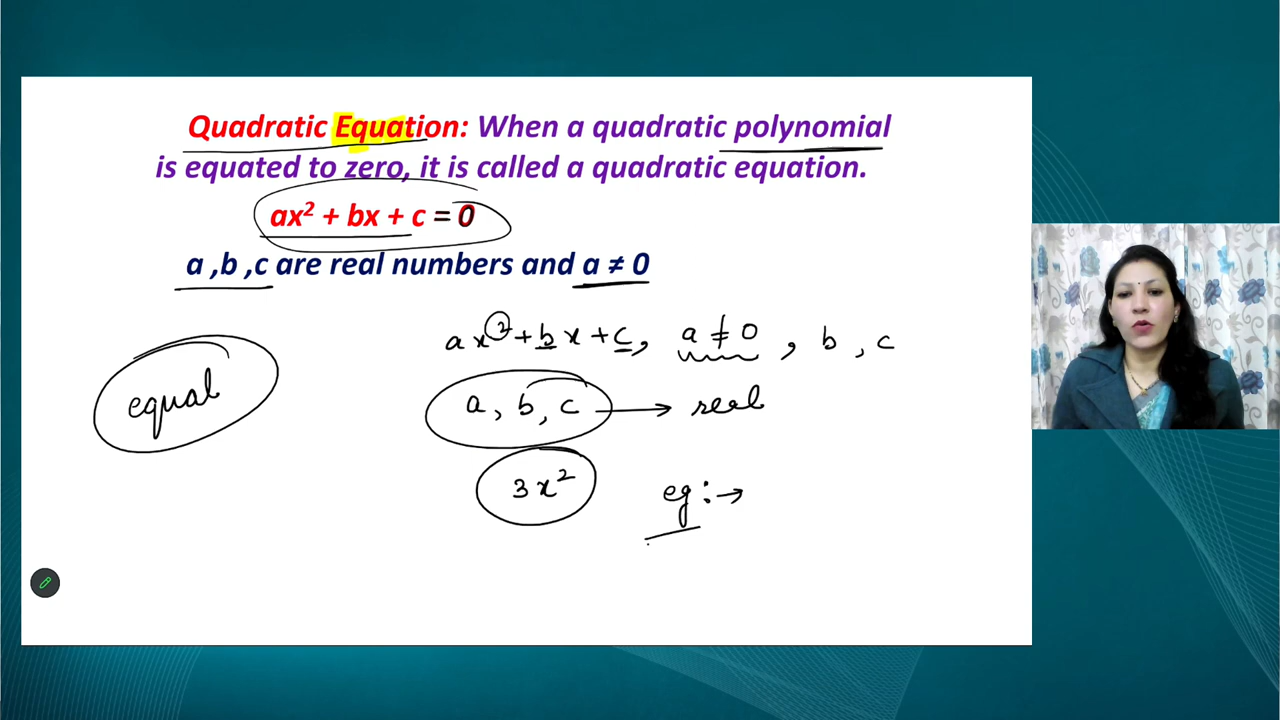 Quadratic Equation: When a quadratic polynomial
is equated to zero, it is called a quadratic equation.
ax² + bx + c = 0
a ,b ,c are real numbers and a ≠ 0
ax² + bx + c, a ≠ 0, b, c
equal
a, b, c → real
3x²
eg :→